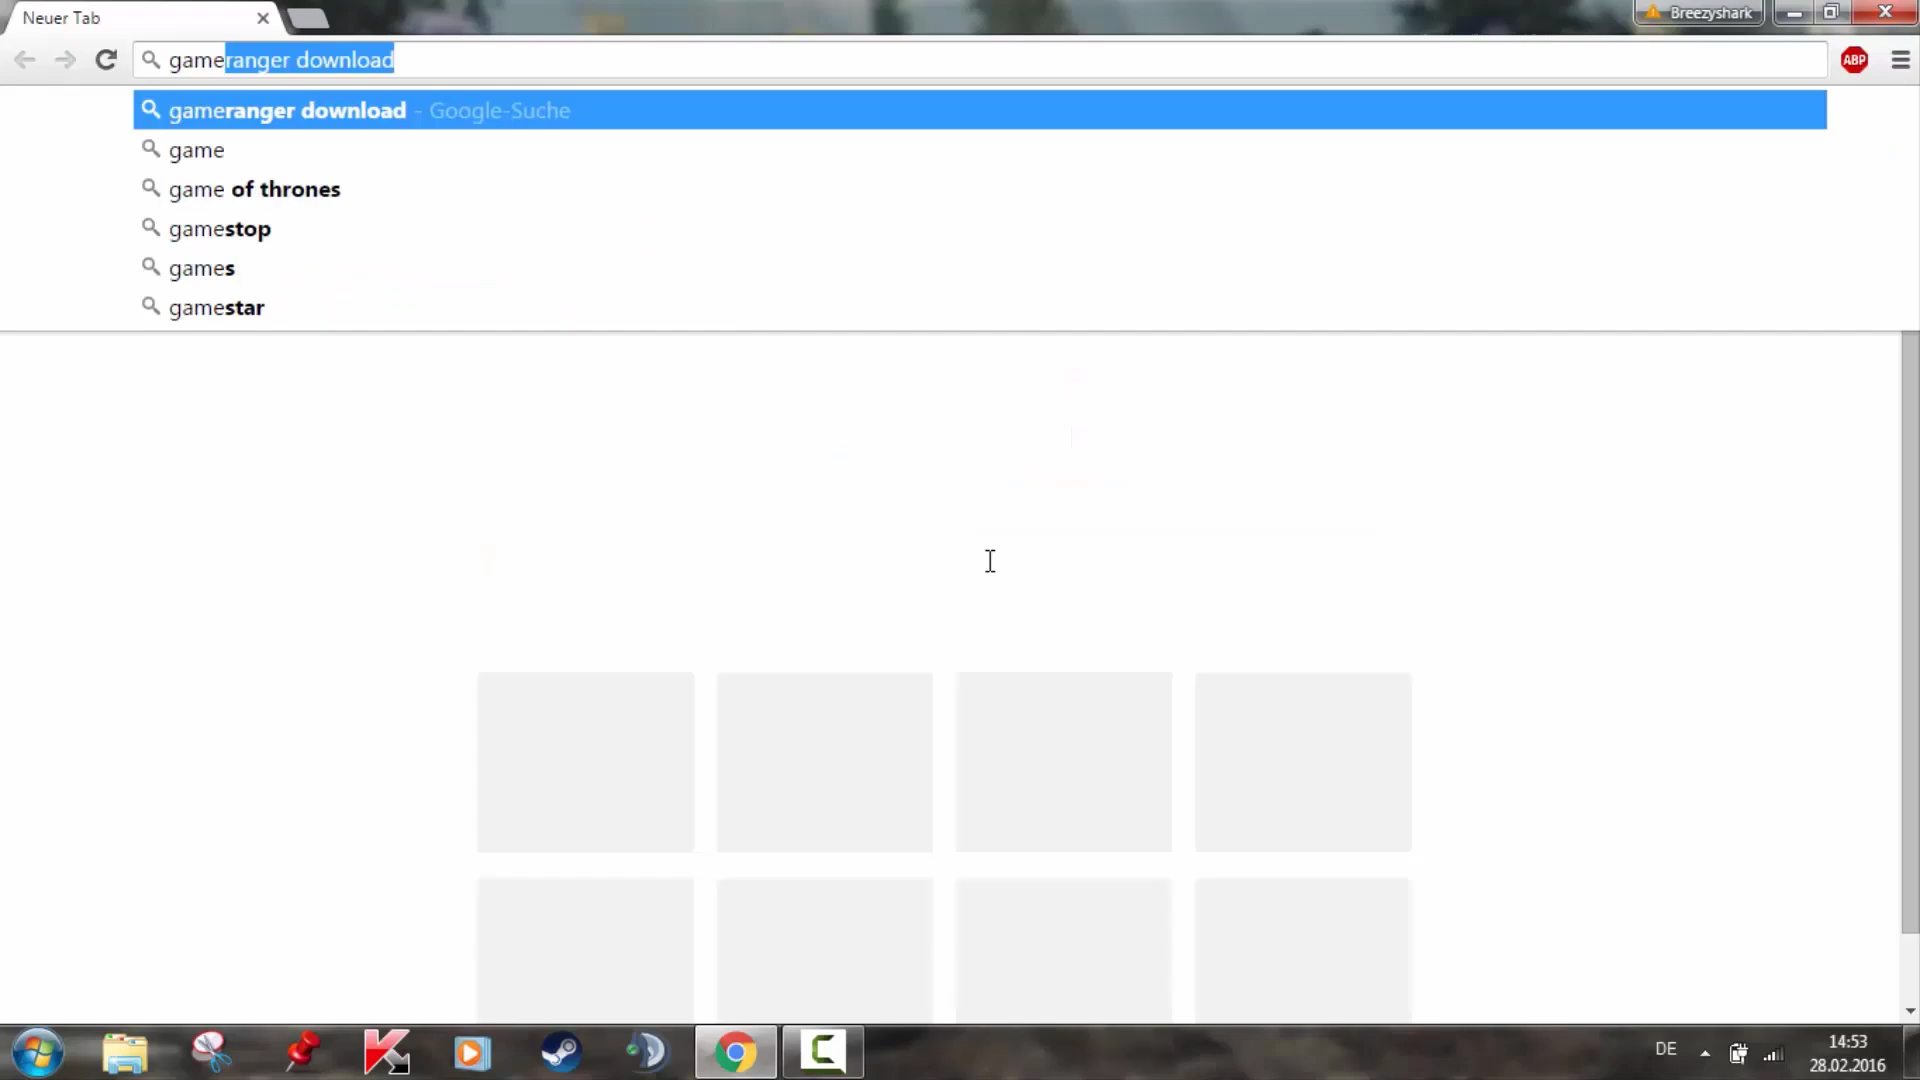 Neuer Tab
Breezyshark
gameranger download
ABP
gameranger download - Google-Suche
game
game of thrones
gamestop
games
gamestar
DE
14:53
28.02.2016